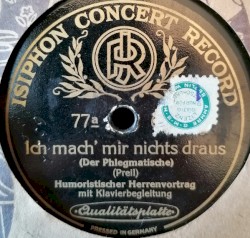 ISIPHON CONCERT RECORD
77a
Ich mach' mir nichts draus
(Der Phlegmatische)
(Preil)
Humoristischer Herrenvortrag
mit Klavierbegleitung
Qualitätsplatte
PRESSED IN GERMANY